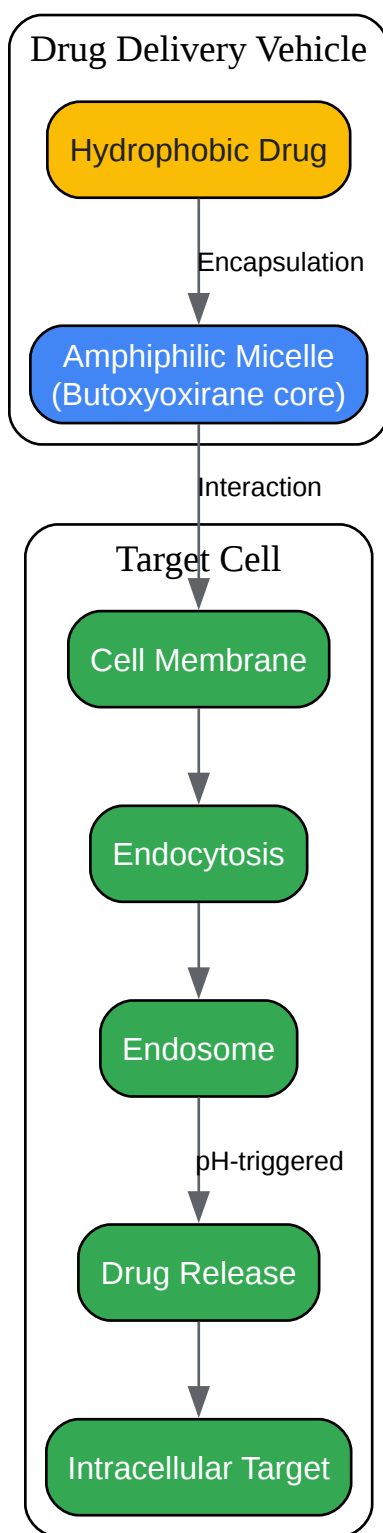 Drug Delivery Vehicle
Hydrophobic Drug
Encapsulation
Amphiphilic Micelle
(Butoxyoxirane core)
Interaction
Target Cell
Cell Membrane
Endocytosis
Endosome
pH-triggered
Drug Release
Intracellular Target